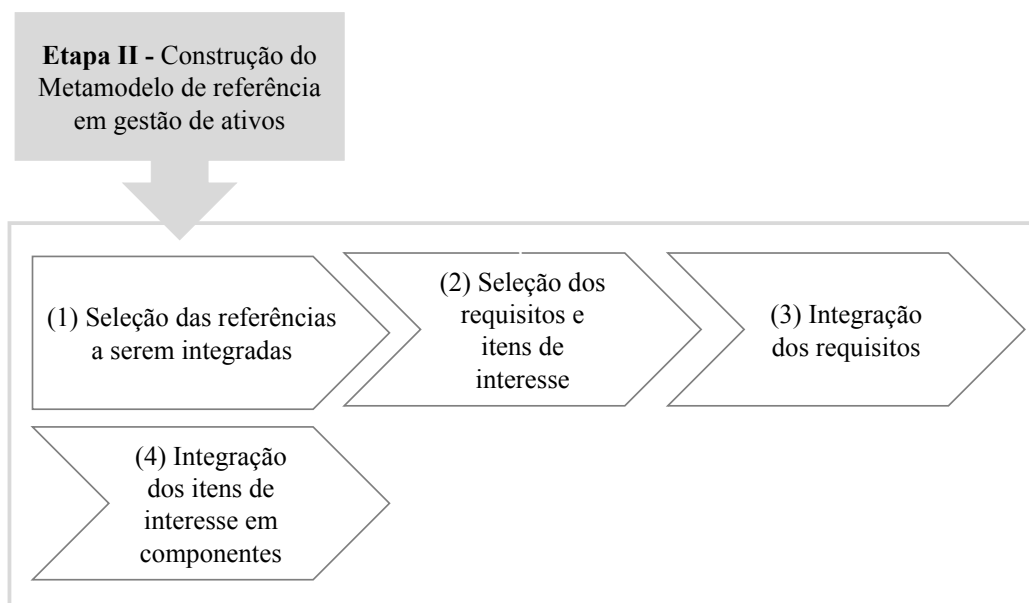 Etapa II - Construção do
Metamodelo de referência
em gestão de ativos
(1) Seleção das referências
a serem integradas
(2) Seleção dos
requisitos e
itens de
interesse
(3) Integração
dos requisitos
(4) Integração
dos itens de
interesse em
componentes